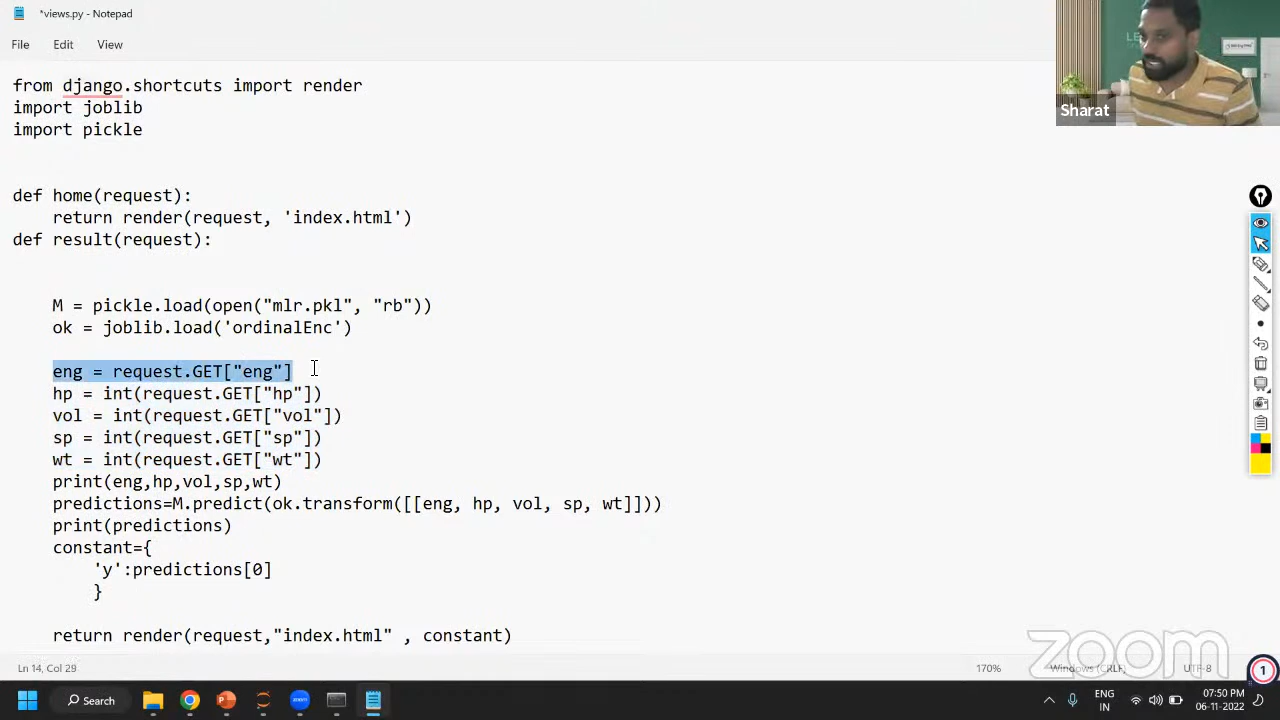 *views.py - Notepad
File Edit View
from django.shortcuts import render
import joblib
import pickle
def home(request):
    return render(request, 'index.html')
def result(request):
    M = pickle.load(open("mlr.pkl", "rb"))
    ok = joblib.load('ordinalEnc')
    eng = request.GET["eng"]
    hp = int(request.GET["hp"])
    vol = int(request.GET["vol"])
    sp = int(request.GET["sp"])
    wt = int(request.GET["wt"])
    print(eng,hp,vol,sp,wt)
    predictions=M.predict(ok.transform([[eng, hp, vol, sp, wt]]))
    print(predictions)
    constant={
        'y':predictions[0]
        }
    return render(request,"index.html" , constant)
Sharat
zoom
Ln 14, Col 29 170% Windows (CRLF) UTF-8
1
Search
ENG
IN
07:50 PM
06-11-2022